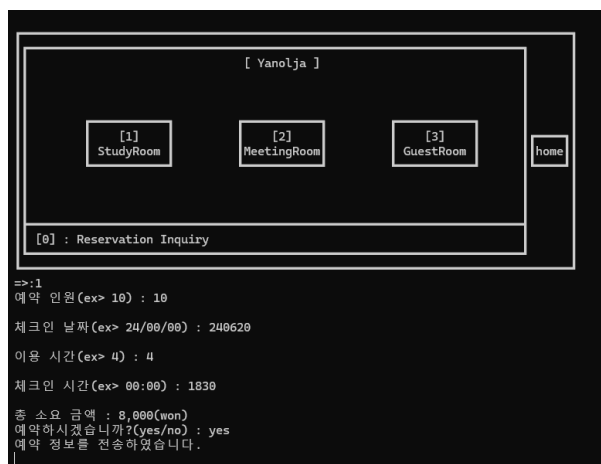 [ Yanolja ]
[1] [2] [3]
StudyRoom MeetingRoom GuestRoom home
[0] : Reservation Inquiry
=>:1
예약 인원(ex> 10) : 10
체크인 날짜(ex> 24/00/00) : 240620
이용 시간(ex> 4) : 4
체크인 시간(ex> 00:00) : 1830
총 소요 금액 : 8,000(won)
예약하시겠습니까?(yes/no) : yes
예약 정보를 전송하였습니다.